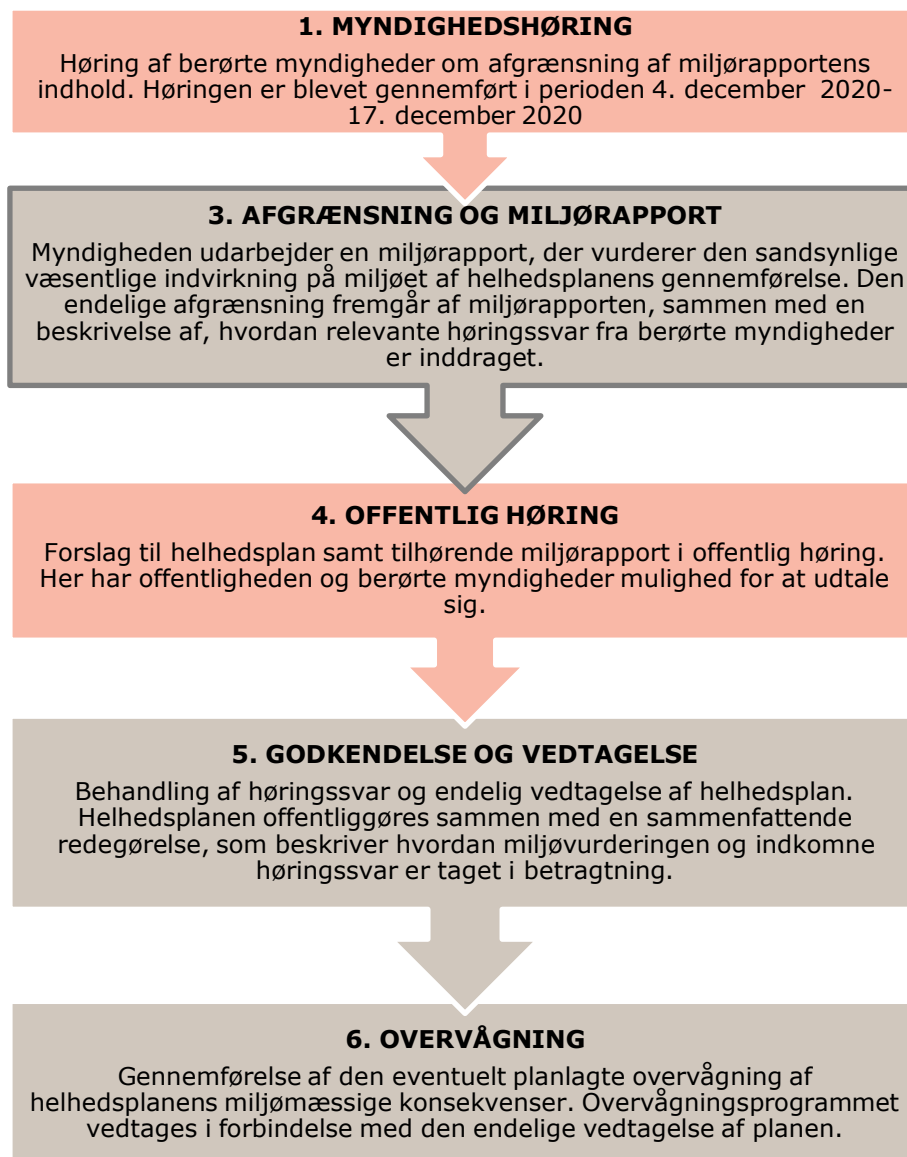 1. MYNDIGHEDSHØRING
Høring af berørte myndigheder om afgrænsning af miljørapportens
indhold. Høringen er blevet gennemført i perioden 4. december 2020-
17. december 2020
3. AFGRÆNSNING OG MILJØRAPPORT
Myndigheden udarbejder en miljørapport, der vurderer den sandsynlige
væsentlige indvirkning på miljøet af helhedsplanens gennemførelse. Den
endelige afgrænsning fremgår af miljørapporten, sammen med en
beskrivelse af, hvordan relevante høringssvar fra berørte myndigheder
er inddraget.
4. OFFENTLIG HØRING
Forslag til helhedsplan samt tilhørende miljørapport i offentlig høring.
Her har offentligheden og berørte myndigheder mulighed for at udtale
sig.
5. GODKENDELSE OG VEDTAGELSE
Behandling af høringssvar og endelig vedtagelse af helhedsplan.
Helhedsplanen offentliggøres sammen med en sammenfattende
redegørelse, som beskriver hvordan miljøvurderingen og indkomne
høringssvar er taget i betragtning.
6. OVERVÅGNING
Gennemførelse af den eventuelt planlagte overvågning af
helhedsplanens miljømæssige konsekvenser. Overvågningsprogrammet
vedtages i forbindelse med den endelige vedtagelse af planen.